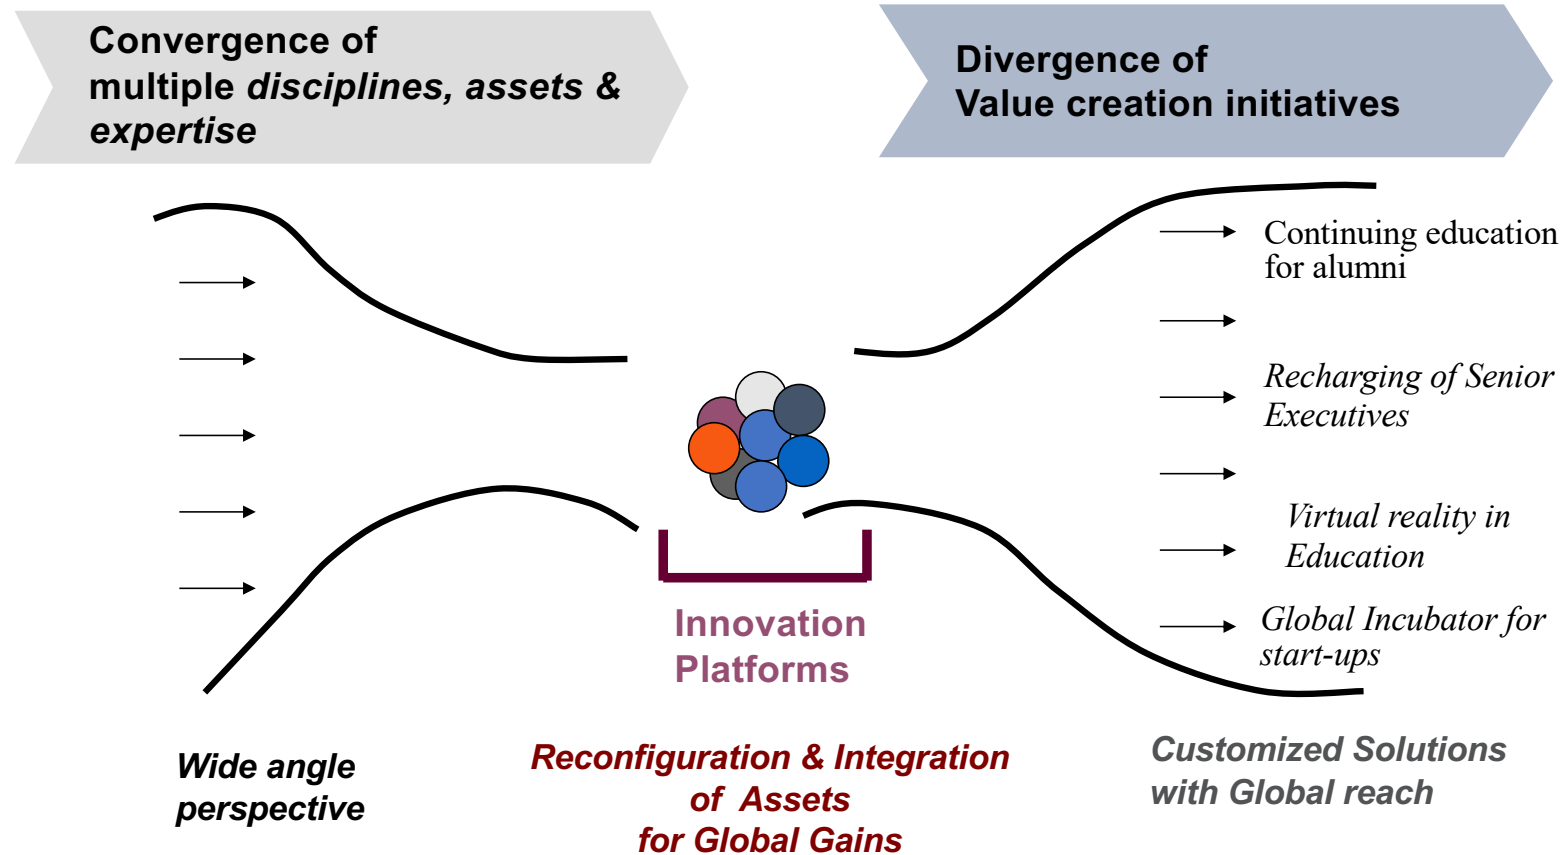 Convergence of
multiple disciplines, assets &
expertise
Divergence of
Value creation initiatives
Continuing education
for alumni
Recharging of Senior
Executives
Virtual reality in
Education
Global Incubator for
start-ups
Innovation
Platforms
Wide angle
perspective
Reconfiguration & Integration
of Assets
for Global Gains
Customized Solutions
with Global reach